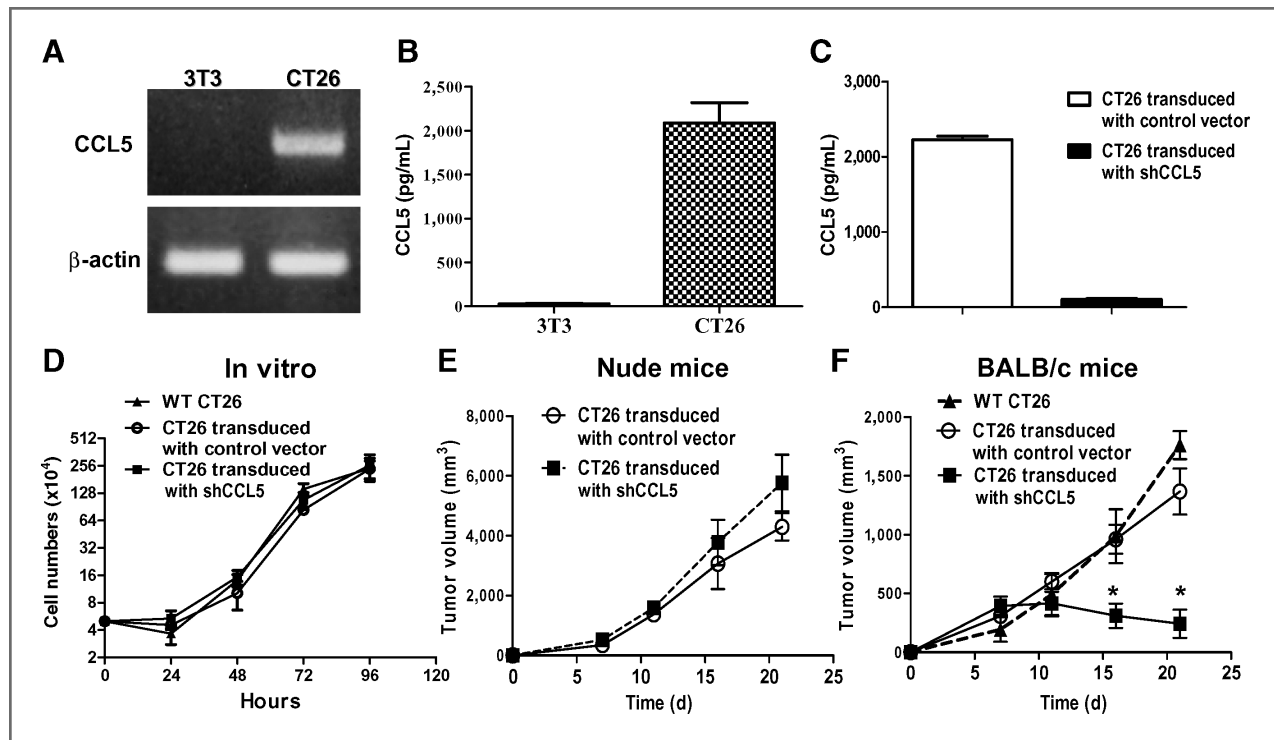 A
3T3 CT26
CCL5
β-actin
B
CCL5 (pg/mL)
2,500
2,000
1,500
1,000
500
0
3T3 CT26
C
CCL5 (pg/mL)
3,000
2,000
1,000
0
CT26 transduced
with control vector
CT26 transduced
with shCCL5
D
In vitro
WT CT26
CT26 transduced
with control vector
CT26 transduced
with shCCL5
Cell numbers (x10⁴)
512
256
128
64
32
16
8
4
2
0 24 48 72 96 120
Hours
E
Nude mice
CT26 transduced
with control vector
CT26 transduced
with shCCL5
Tumor volume (mm³)
8,000
6,000
4,000
2,000
0
0 5 10 15 20 25
Time (d)
F
BALB/c mice
WT CT26
CT26 transduced
with control vector
CT26 transduced
with shCCL5
Tumor volume (mm³)
2,000
1,500
1,000
500
0
* *
0 5 10 15 20 25
Time (d)